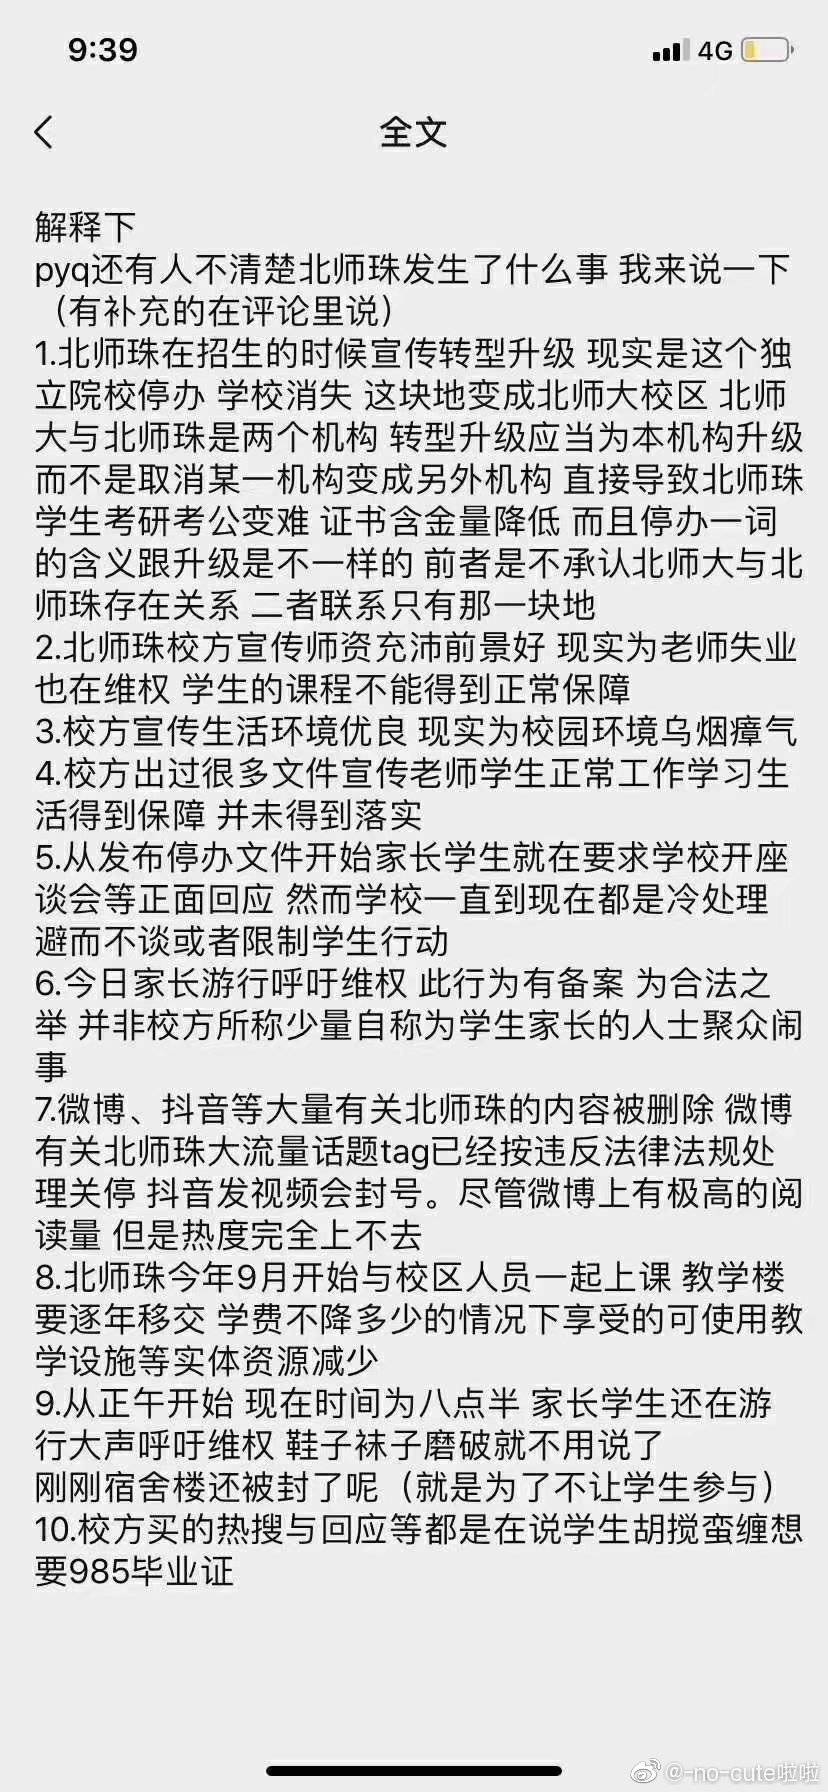 9:39
4G
全文
解释下
pyq还有人不清楚北师珠发生了什么事 我来说一下
（有补充的在评论里说）
1.北师珠在招生的时候宣传转型升级 现实是这个独
立院校停办 学校消失 这块地变成北师大校区 北师
大与北师珠是两个机构 转型升级应当为本机构升级
而不是取消某一机构变成另外机构 直接导致北师珠
学生考研考公变难 证书含金量降低 而且停办一词
的含义跟升级是不一样的 前者是不承认北师大与北
师珠存在关系 二者联系只有那一块地
2.北师珠校方宣传师资充沛前景好 现实为老师失业
也在维权 学生的课程不能得到正常保障
3.校方宣传生活环境优良 现实为校园环境乌烟瘴气
4.校方出过很多文件宣传老师学生正常工作学习生
活得到保障 并未得到落实
5.从发布停办文件开始家长学生就在要求学校开座
谈会等正面回应 然而学校一直到现在都是冷处理
避而不谈或者限制学生行动
6.今日家长游行呼吁维权 此行为有备案 为合法之
举 并非校方所称少量自称为学生家长的人士聚众闹
事
7.微博、抖音等大量有关北师珠的内容被删除 微博
有关北师珠大流量话题tag已经按违反法律法规处
理关停 抖音发视频会封号。尽管微博上有极高的阅
读量 但是热度完全上不去
8.北师珠今年9月开始与校区人员一起上课 教学楼
要逐年移交 学费不降多少的情况下享受的可使用教
学设施等实体资源减少
9.从正午开始 现在时间为八点半 家长学生还在游
行大声呼吁维权 鞋子袜子磨破就不用说了
刚刚宿舍楼还被封了呢（就是为了不让学生参与）
10.校方买的热搜与回应等都是在说学生胡搅蛮缠想
要985毕业证
@-no-cute啦啦